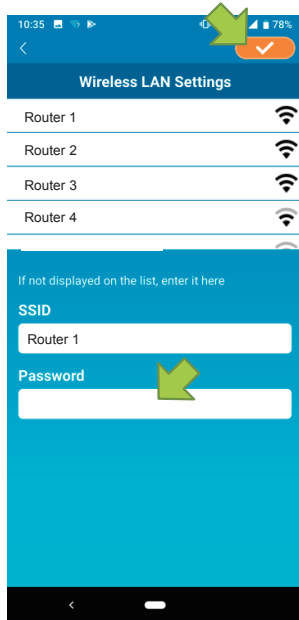 10:35
78%
Wireless LAN Settings
Router 1
Router 2
Router 3
Router 4
If not displayed on the list, enter it here
SSID
Router 1
Password